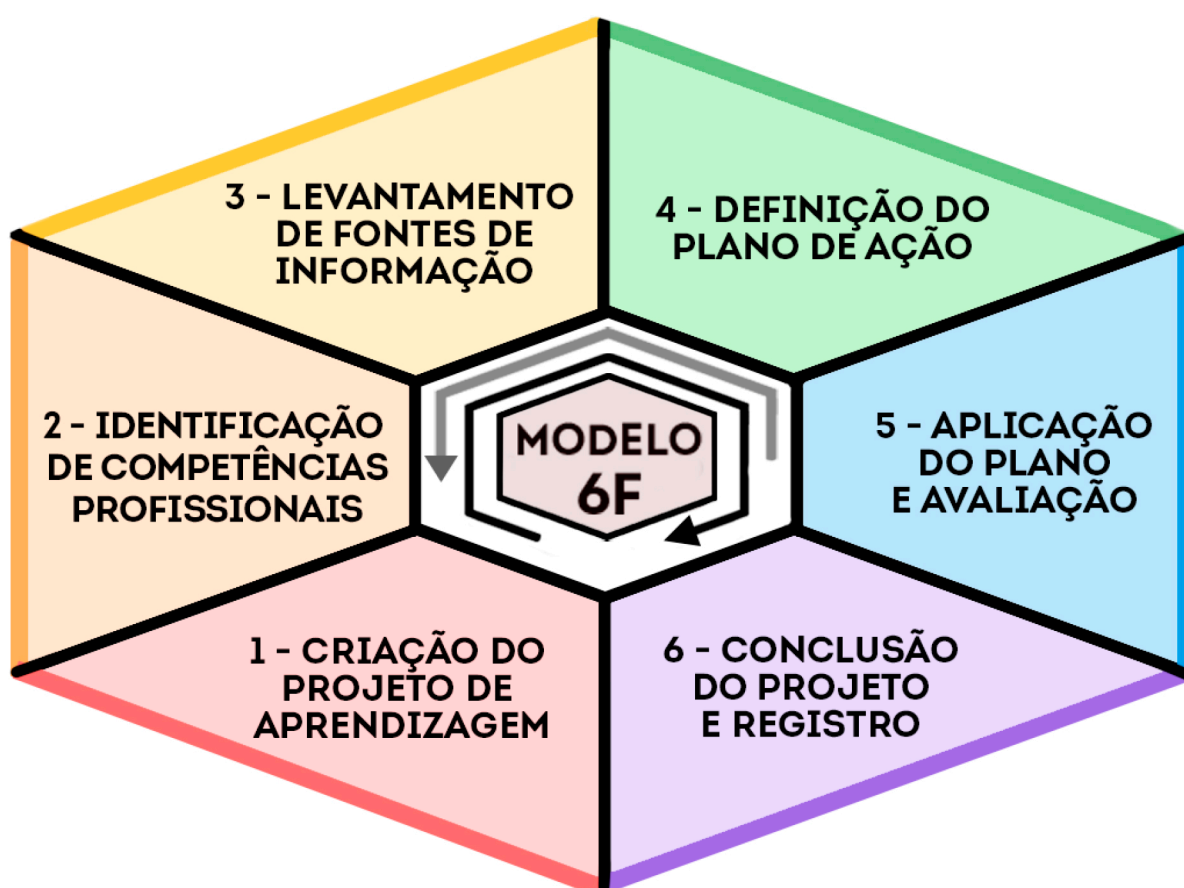 3 - LEVANTAMENTO
DE FONTES DE
INFORMAÇÃO
4 - DEFINIÇÃO DO
PLANO DE AÇÃO
2 - IDENTIFICAÇÃO
DE COMPETÊNCIAS
PROFISSIONAIS
MODELO
6F
5 - APLICAÇÃO
DO PLANO
E AVALIAÇÃO
1 - CRIAÇÃO DO
PROJETO DE
APRENDIZAGEM
6 - CONCLUSÃO
DO PROJETO
E REGISTRO